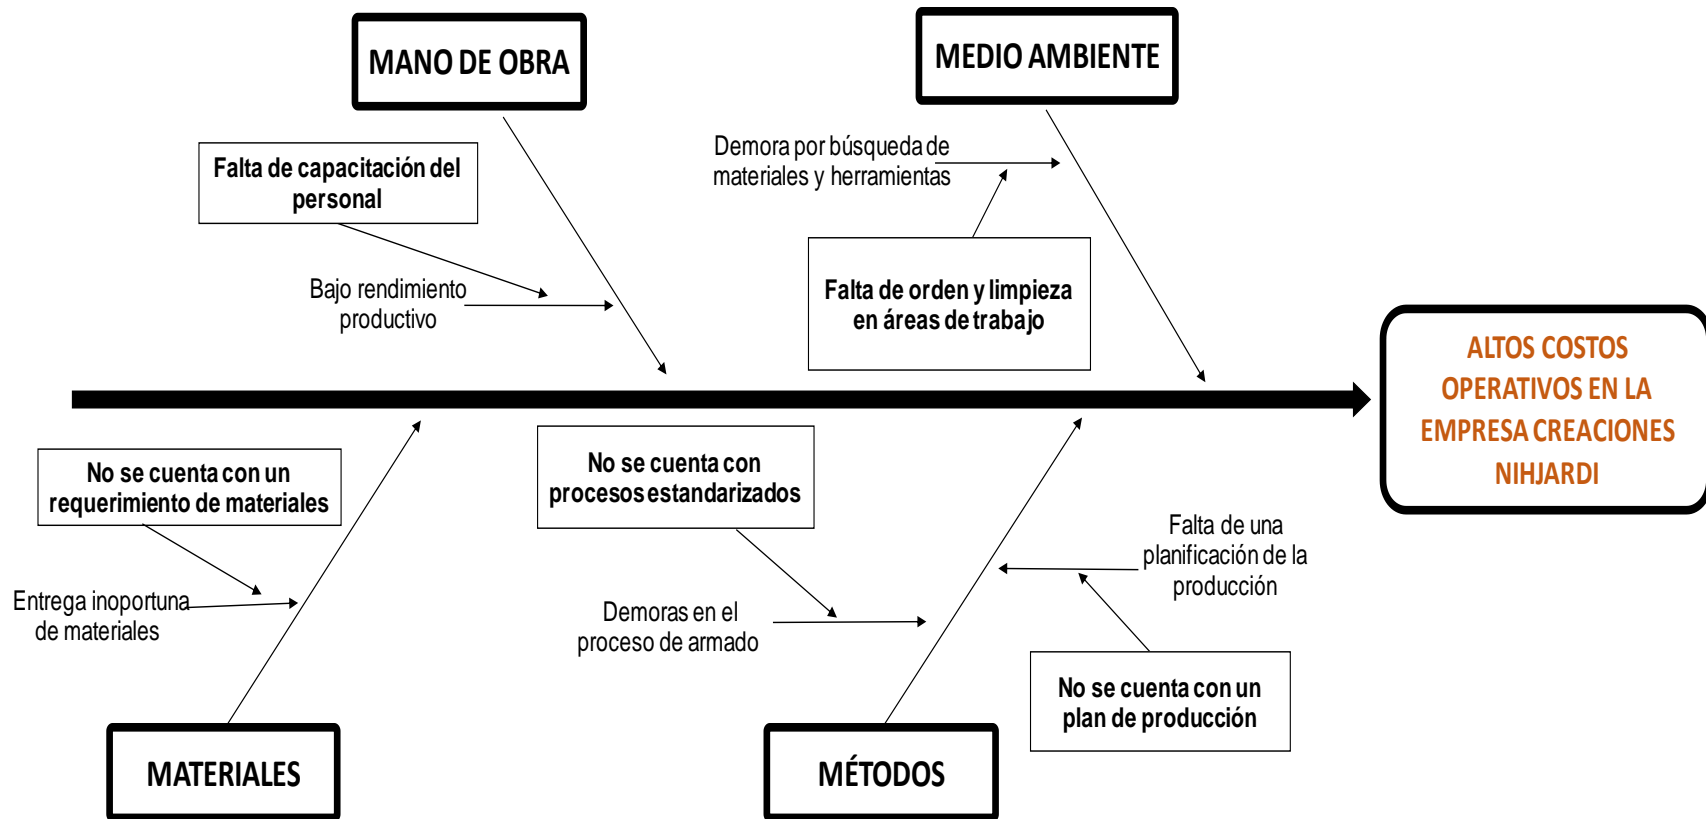 MANO DE OBRA
MEDIO AMBIENTE
Falta de capacitación del
personal
Bajo rendimiento
productivo
Demora por búsqueda de
materiales y herramientas
Falta de orden y limpieza
en áreas de trabajo
ALTOS COSTOS
OPERATIVOS EN LA
EMPRESA CREACIONES
NIHJARDI
No se cuenta con un
requerimiento de materiales
Entrega inoportuna
de materiales
No se cuenta con
procesos estandarizados
Demoras en el
proceso de armado
Falta de una
planificación de la
producción
No se cuenta con un
plan de producción
MATERIALES
MÉTODOS